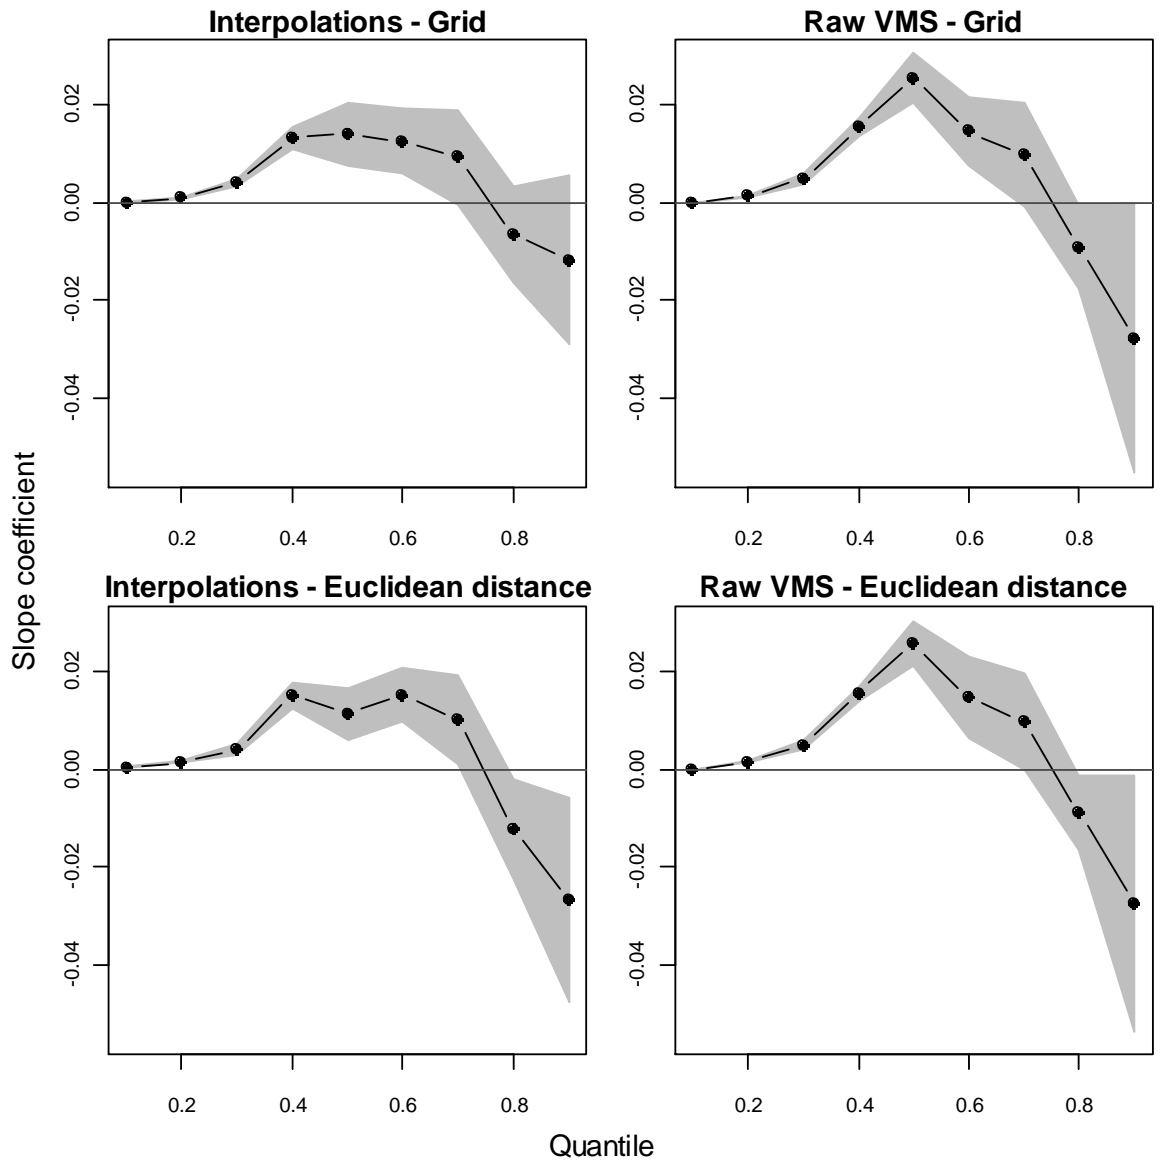 Interpolations - Grid
Raw VMS - Grid
0.02
0.00
-0.02
-0.04
0.02
0.00
-0.02
-0.04
0.2 0.4 0.6 0.8
0.2 0.4 0.6 0.8
Slope coefficient
Interpolations - Euclidean distance
Raw VMS - Euclidean distance
0.02
0.00
-0.02
-0.04
0.02
0.00
-0.02
-0.04
0.2 0.4 0.6 0.8
0.2 0.4 0.6 0.8
Quantile